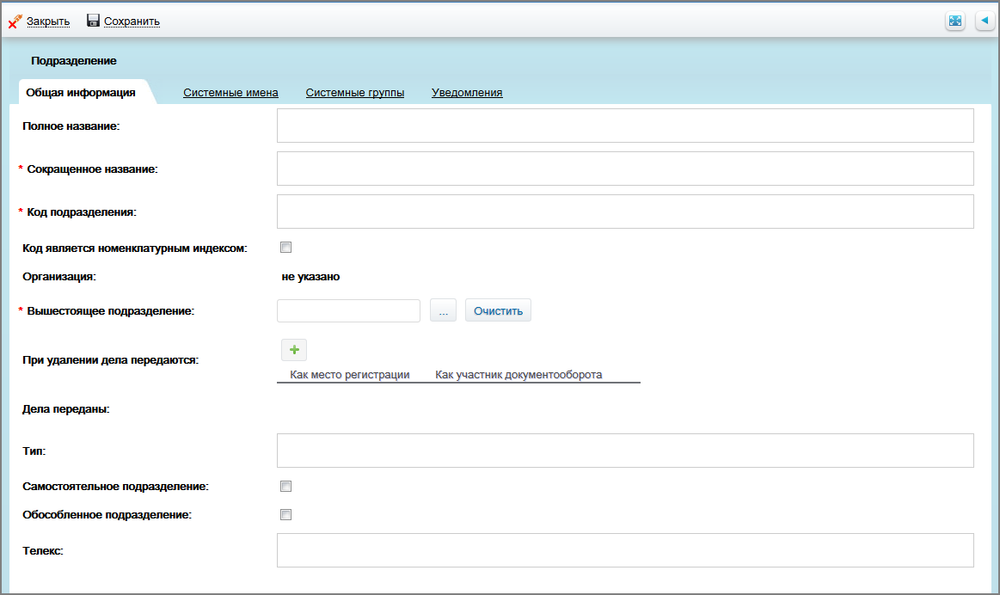 Закрыть Сохранить
Подразделение
Общая информация Системные имена Системные группы Уведомления
Полное название:
* Сокращенное название:
* Код подразделения:
Код является номенклатурным индексом:
Организация: не указано
* Вышестоящее подразделение: ... Очистить
При удалении дела передаются:
Как место регистрации Как участник документооборота
Дела переданы:
Тип:
Самостоятельное подразделение:
Обособленное подразделение:
Телекс: